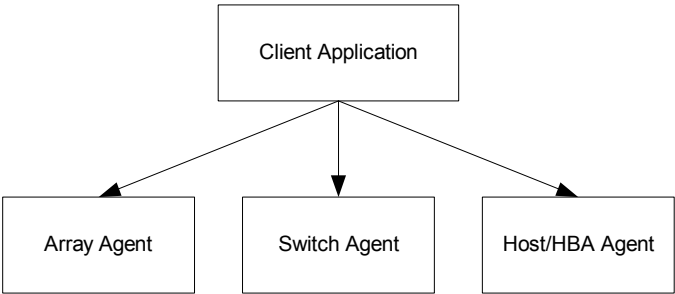 Client Application
Array Agent
Switch Agent
Host/HBA Agent